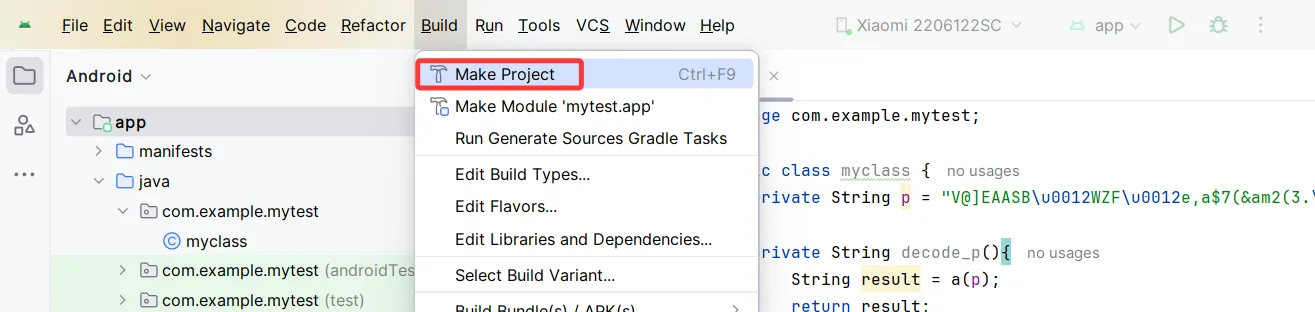 File Edit View Navigate Code Refactor Build Run Tools VCS Window Help Xiaomi 2206122SC app
Android
app
manifests
java
com.example.mytest
myclass
com.example.mytest (androidTes
com.example.mytest (test)
Make Project Ctrl+F9
Make Module 'mytest.app'
Run Generate Sources Gradle Tasks
Edit Build Types...
Edit Flavors...
Edit Libraries and Dependencies...
Select Build Variant...
Build Bundle(s) / APK(s)
ge com.example.mytest;
ic class myclass { no usages
rivate String p = "V@]EAASB\u0012WZF\u0012e,a$7(&am2(3.\
rivate String decode_p(){ no usages
String result = a(p);
return result;